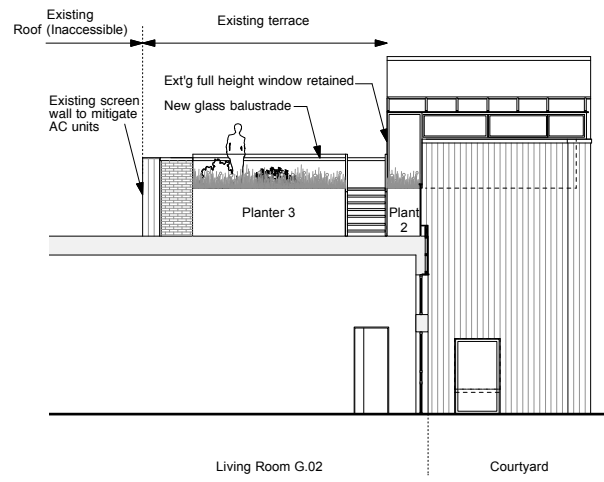 Existing
Roof (Inaccessible)
Existing terrace
Ext'g full height window retained
New glass balustrade
Existing screen
wall to mitigate
AC units
Planter 3
Plant
2
Living Room G.02
Courtyard